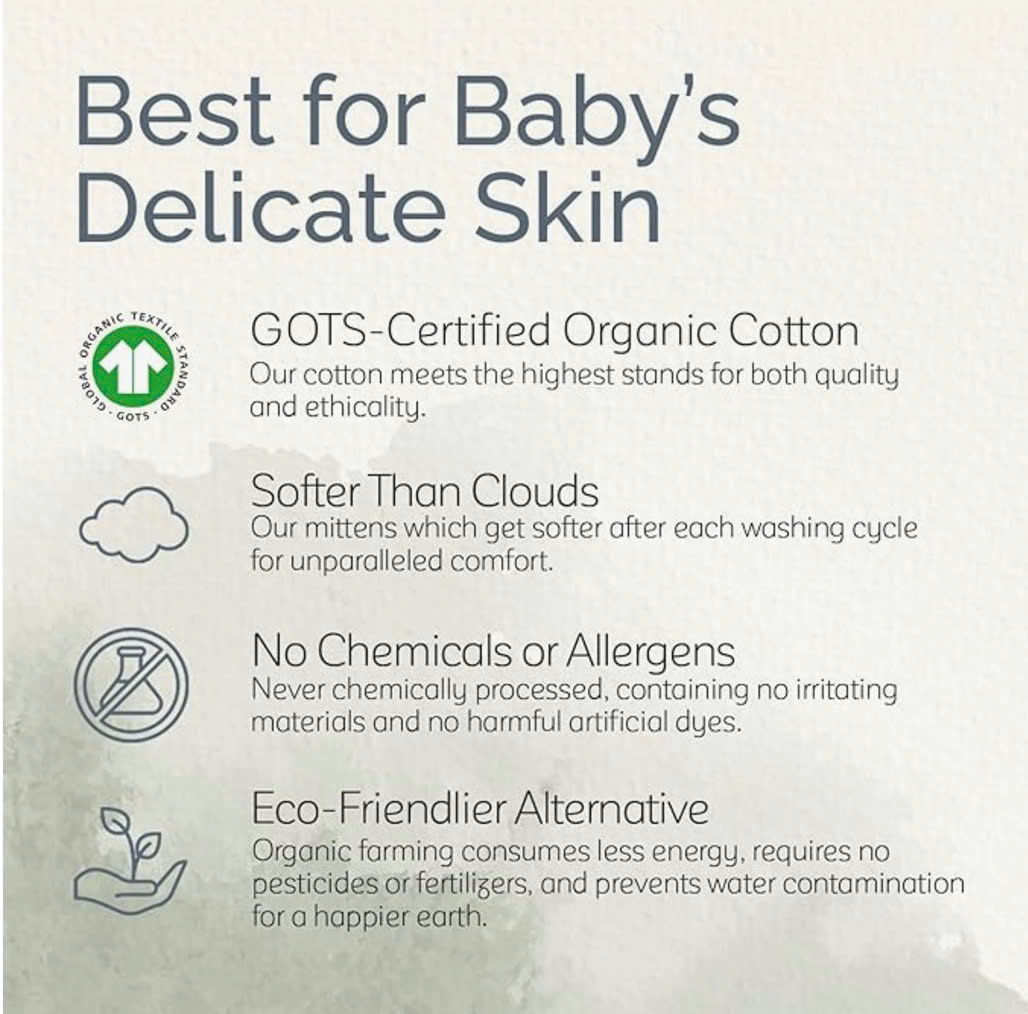 Best for Baby's
Delicate Skin
GLOBAL ORGANIC TEXTILE STANDARD · GOTS ·
GOTS-Certified Organic Cotton
Our cotton meets the highest stands for both quality
and ethicality.
Softer Than Clouds
Our mittens which get softer after each washing cycle
for unparalleled comfort.
No Chemicals or Allergens
Never chemically processed, containing no irritating
materials and no harmful artificial dyes.
Eco-Friendlier Alternative
Organic farming consumes less energy, requires no
pesticides or fertilizers, and prevents water contamination
for a happier earth.